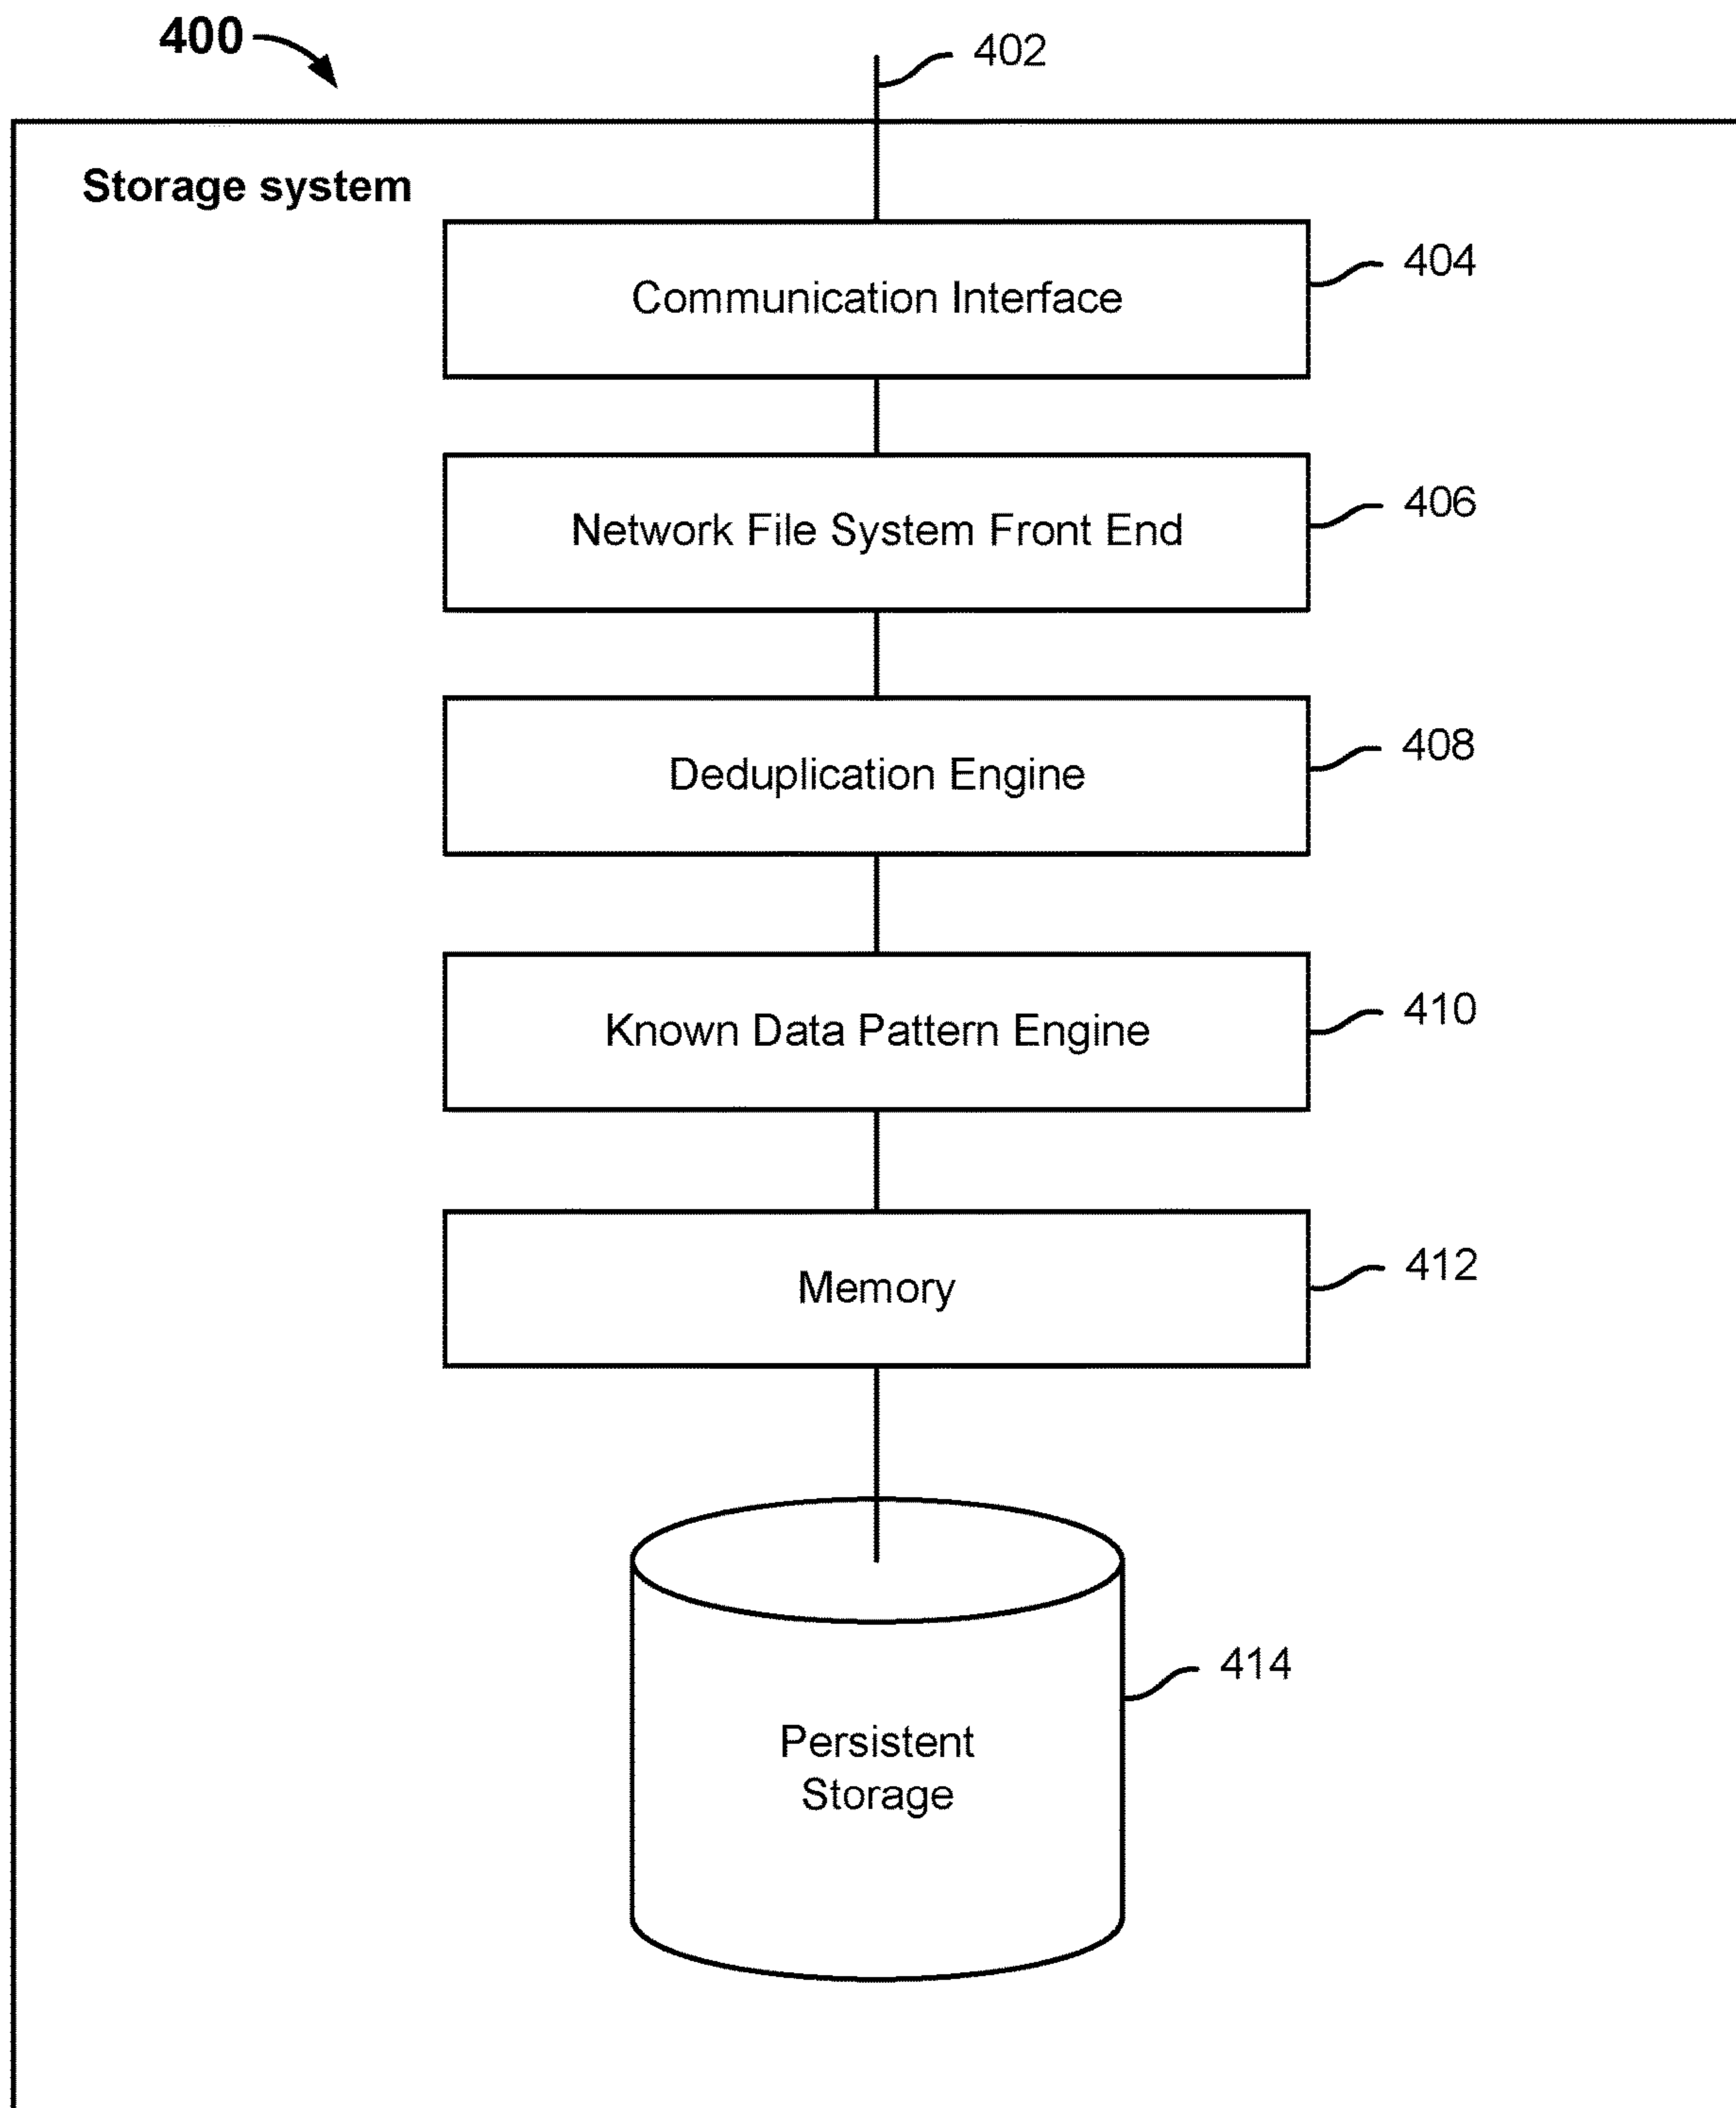 400
402
Storage system
Communication Interface
404
Network File System Front End
406
Deduplication Engine
408
Known Data Pattern Engine
410
Memory
412
Persistent
Storage
414